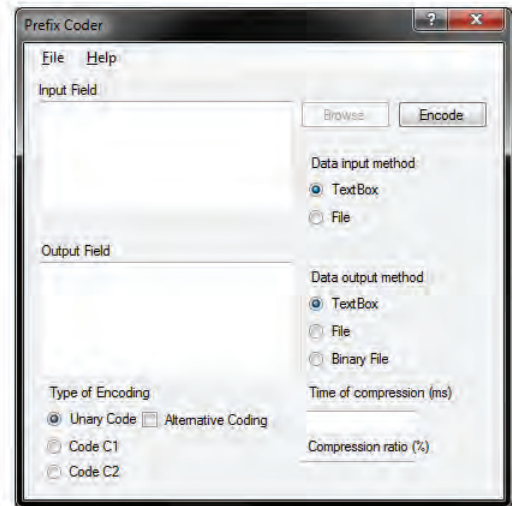 Prefix Coder
?
File Help
Input Field
Browse Encode
Data input method
TextBox
File
Output Field
Data output method
TextBox
File
Binary File
Type of Encoding
Unary Code Alternative Coding
Code C1
Code C2
Time of compression (ms)
Compression ratio (%)